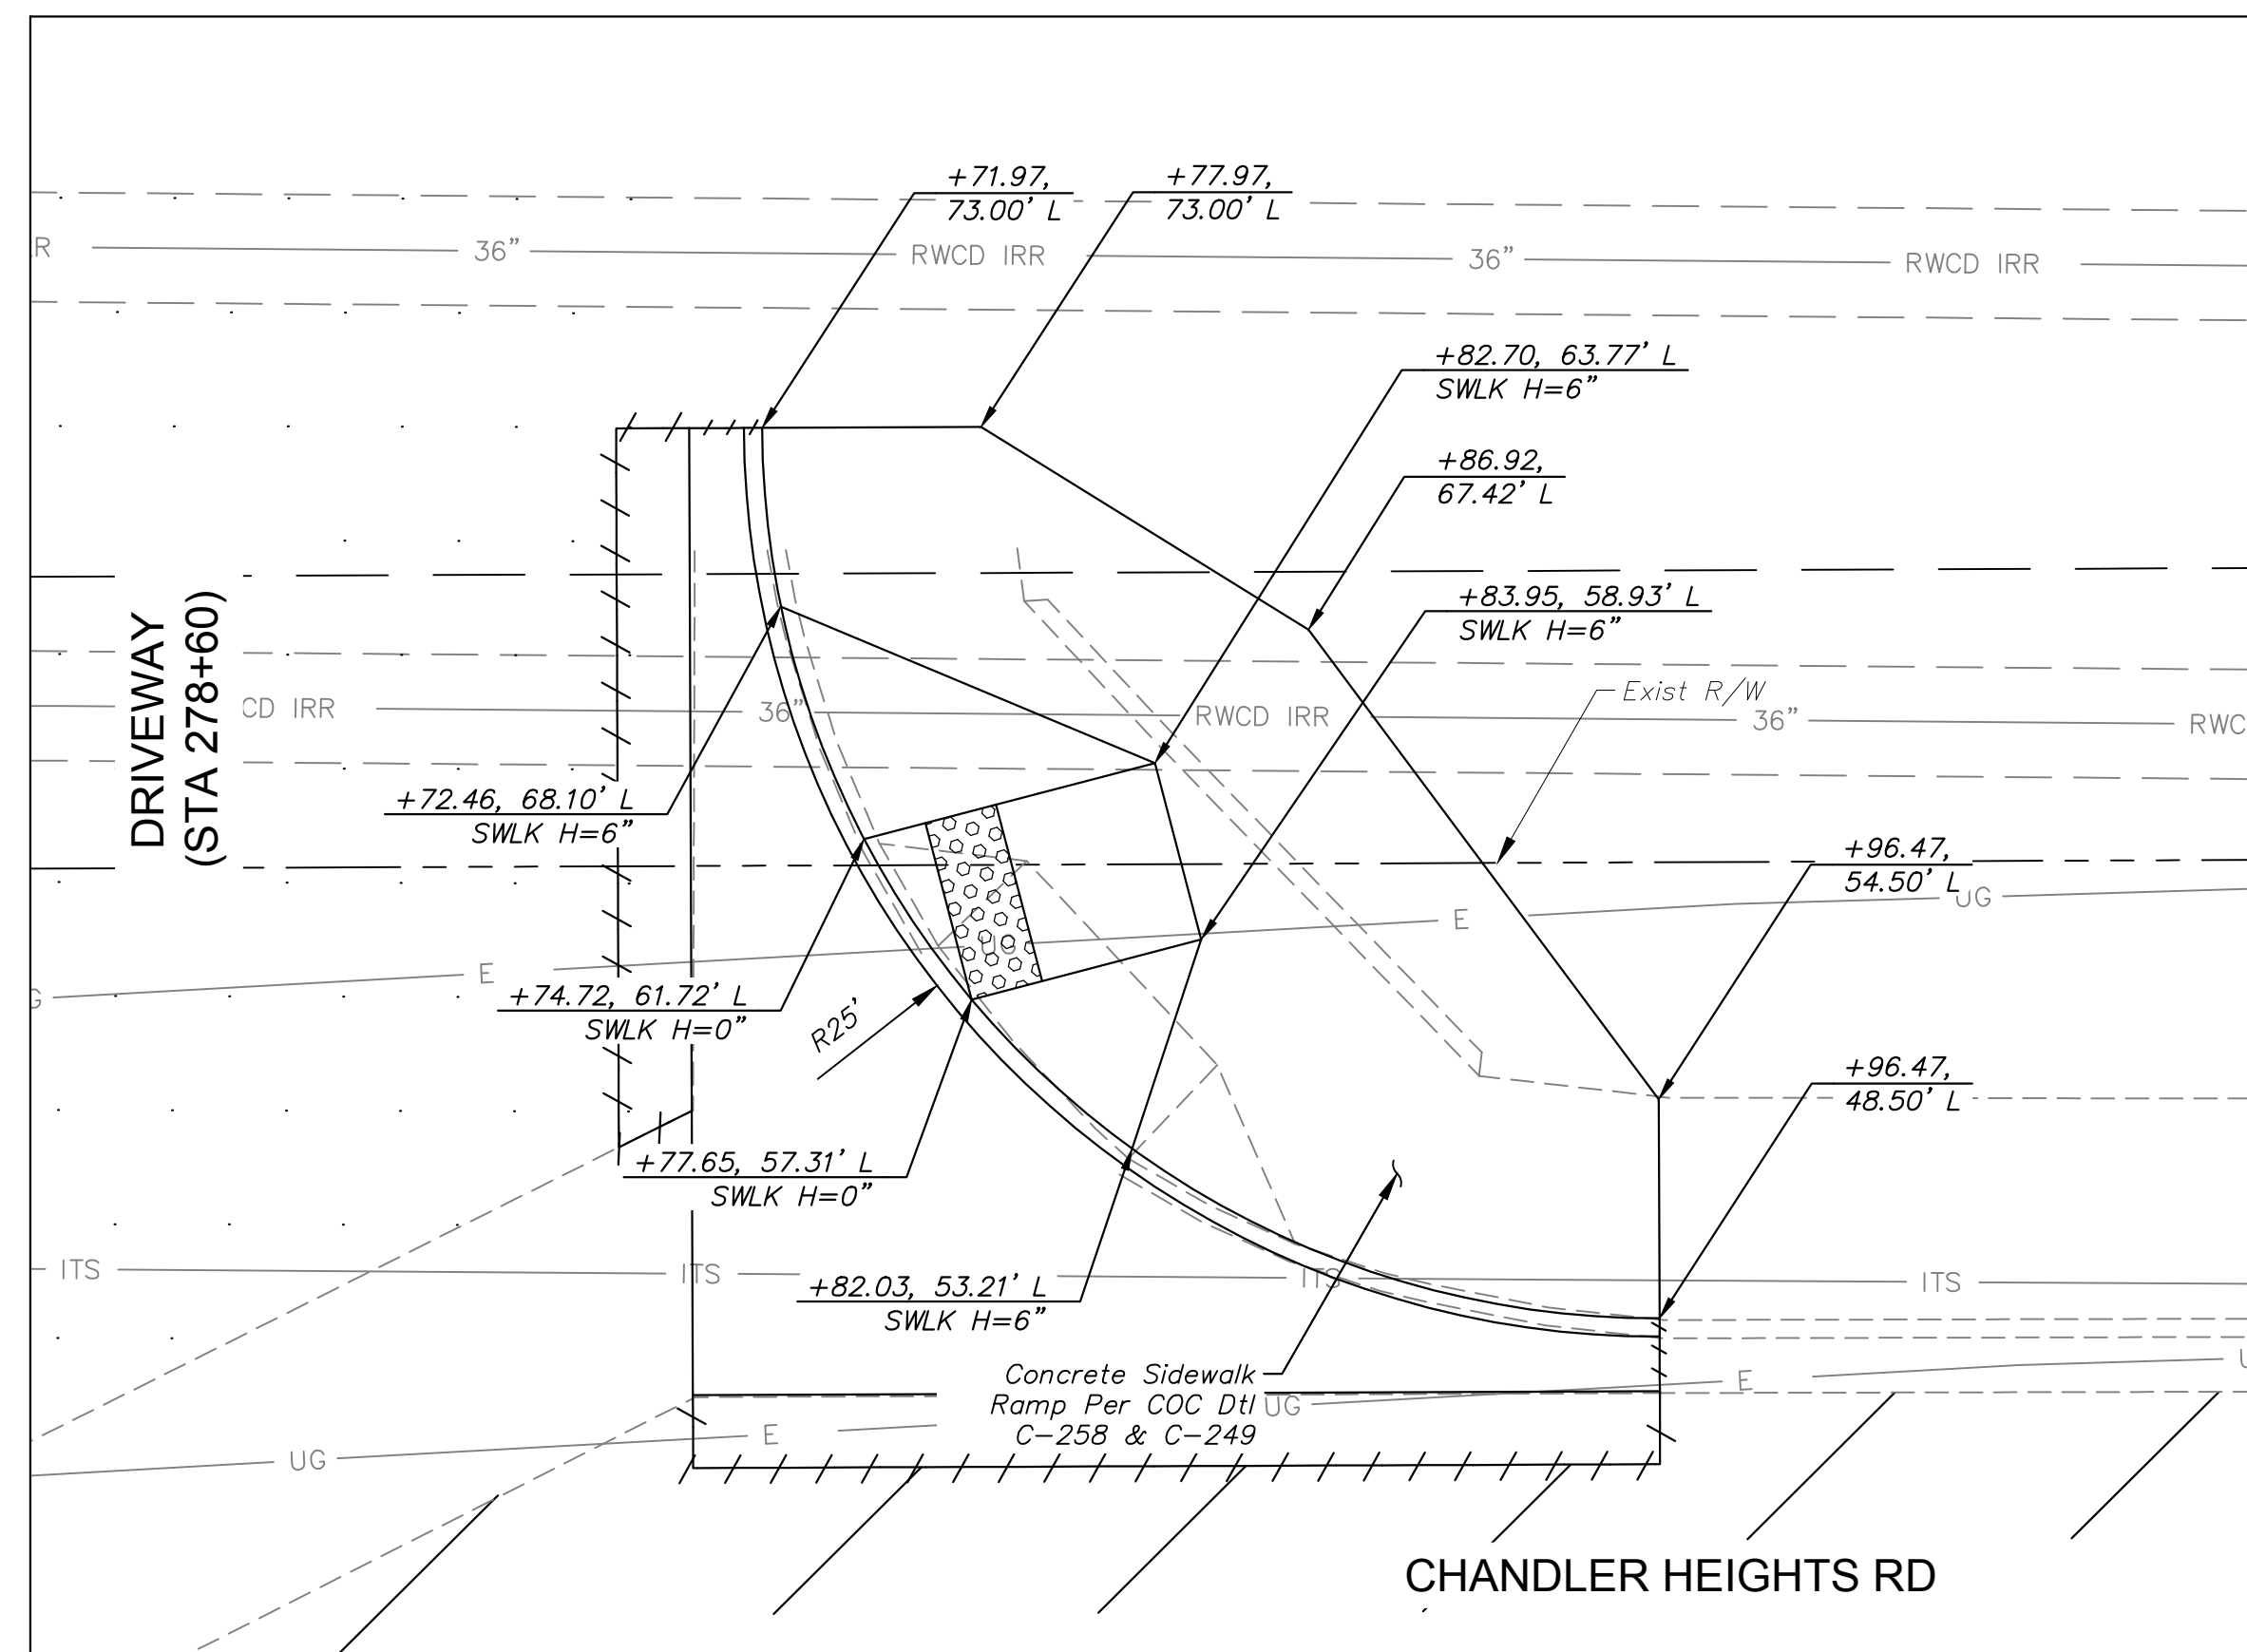 +71.97,
73.00' L
+77.97,
73.00' L
R
36"
RWCD IRR
36"
RWCD IRR
+82.70, 63.77' L
SWLK H=6"
+86.92,
67.42' L
+83.95, 58.93' L
SWLK H=6"
DRIVEWAY
(STA 278+60)
Exist R/W
CD IRR
36"
RWCD IRR
36"
RWC
+72.46, 68.10' L
SWLK H=6"
+96.47,
54.50' L
UG
E
UG
E
G
+74.72, 61.72' L
SWLK H=0"
R25'
+96.47,
48.50' L
+77.65, 57.31' L
SWLK H=0"
ITS
ITS
ITS
ITS
+82.03, 53.21' L
SWLK H=6"
Concrete Sidewalk
Ramp Per COC Dtl
C-258 & C-249
UG
E
U
E
UG
CHANDLER HEIGHTS RD